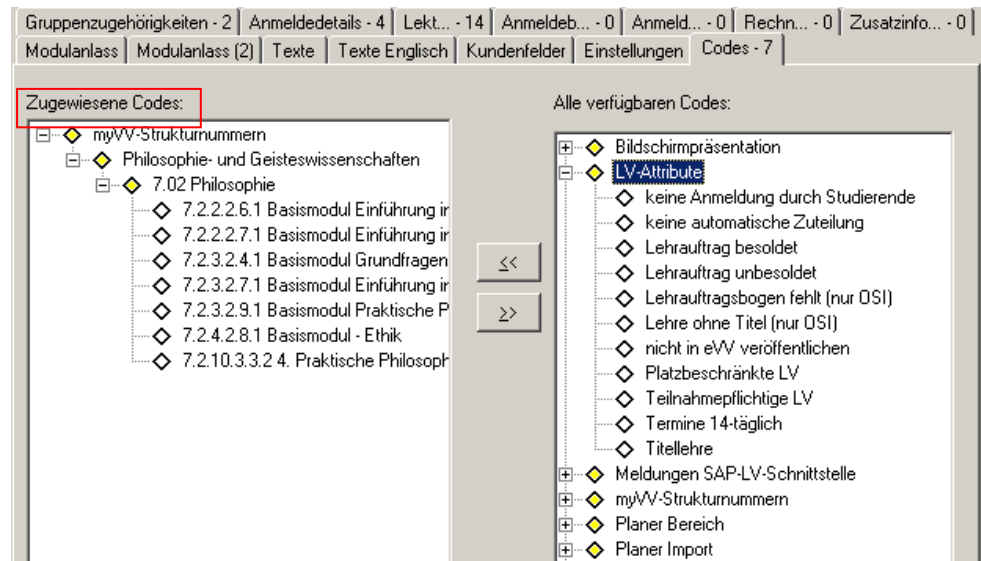 Gruppenzugehörigkeiten - 2 Anmeldedetails - 4 Lekt... - 14 Anmeldeb... - 0 Anmeld... - 0 Rechn... - 0 Zusatzinfo... - 0
Modulanlass Modulanlass (2) Texte Texte Englisch Kundenfelder Einstellungen Codes - 7
Zugewiesene Codes:
myVV-Strukturnummern
Philosophie- und Geisteswissenschaften
7.02 Philosophie
7.2.2.2.6.1 Basismodul Einführung ir
7.2.2.2.7.1 Basismodul Einführung ir
7.2.3.2.4.1 Basismodul Grundfragen
7.2.3.2.7.1 Basismodul Einführung ir
7.2.3.2.9.1 Basismodul Praktische P
7.2.4.2.8.1 Basismodul - Ethik
7.2.10.3.3.2 4. Praktische Philosoph
<<
>>
Alle verfügbaren Codes:
Bildschirmpräsentation
LV-Attribute
keine Anmeldung durch Studierende
keine automatische Zuteilung
Lehrauftrag besoldet
Lehrauftrag unbesoldet
Lehrauftragsbogen fehlt (nur OSI)
Lehre ohne Titel (nur OSI)
nicht in eVV veröffentlichen
Platzbeschränkte LV
Teilnahmepflichtige LV
Termine 14-täglich
Titellehre
Meldungen SAP-LV-Schnittstelle
myVV-Strukturnummern
Planer Bereich
Planer Import